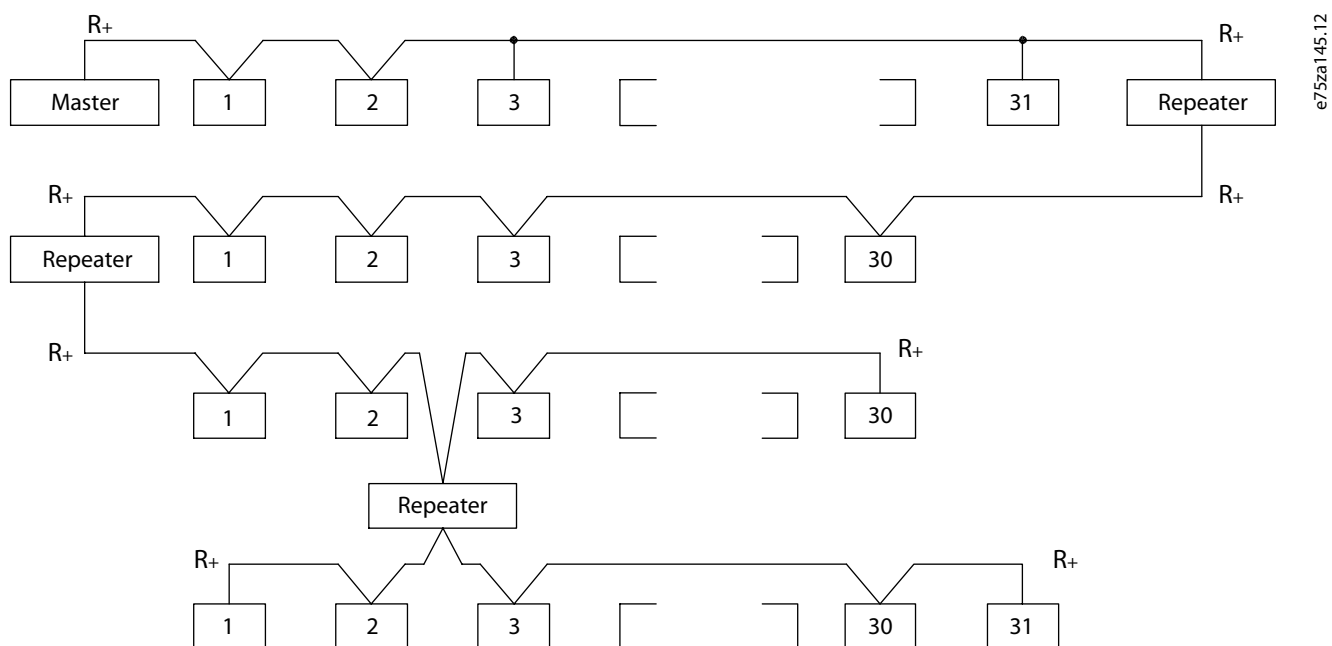 R+ R+
Master 1 2 3 31 Repeater
e75za145.12
R+ R+
Repeater 1 2 3 30
R+ R+
1 2 3 30
Repeater
R+ R+
1 2 3 30 31